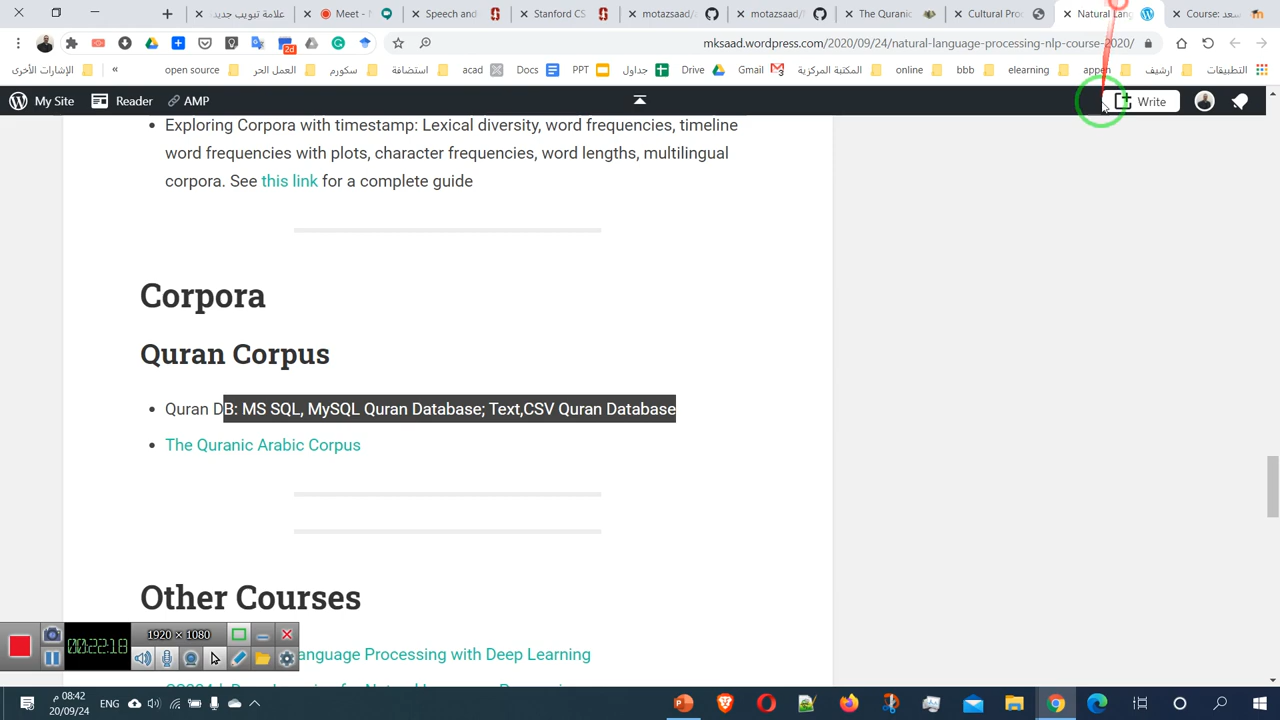 علامة تبويب جديد
Meet -
Speech and
Stanford CS
motazsaad/
motazsaad/
The Quranic
Cultural Pro
Natural Lang
Course: سعد
2d
mksaad.wordpress.com/2020/09/24/natural-language-processing-nlp-course-2020/
الإشارات الأخرى
«
open source
العمل الحر
سكورم
استضافة
acad
Docs
PPT
جداول
Drive
Gmail
المكتبة المركزية
online
bbb
elearning
appen
ارشيف
التطبيقات
My Site
Reader
AMP
Write
• Exploring Corpora with timestamp: Lexical diversity, word frequencies, timeline
word frequencies with plots, character frequencies, word lengths, multilingual
corpora. See this link for a complete guide
Corpora
Quran Corpus
• Quran DB: MS SQL, MySQL Quran Database; Text,CSV Quran Database
• The Quranic Arabic Corpus
Other Courses
anguage Processing with Deep Learning
00:22:18
1920 × 1080
08:42 م
20/09/24
ENG